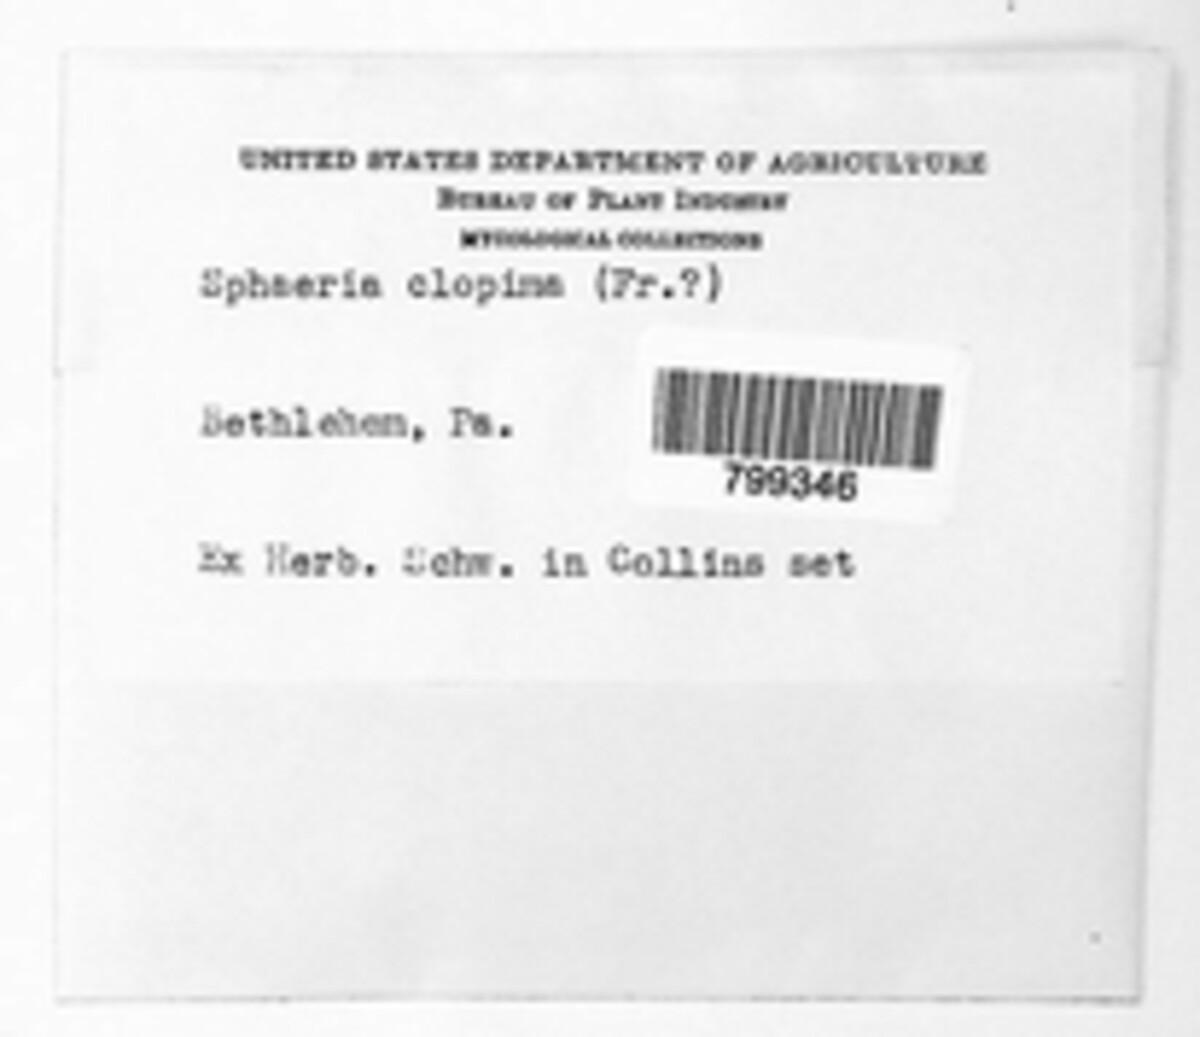 UNITED STATES DEPARTMENT OF AGRICULTURE
BUREAU OF PLANT INDUSTRY
MYCOLOGICAL COLLECTIONS
Sphaeria clopima (Fr.?)
Bethlehem, Pa.
799346
Ex Herb. Schw. in Collins set